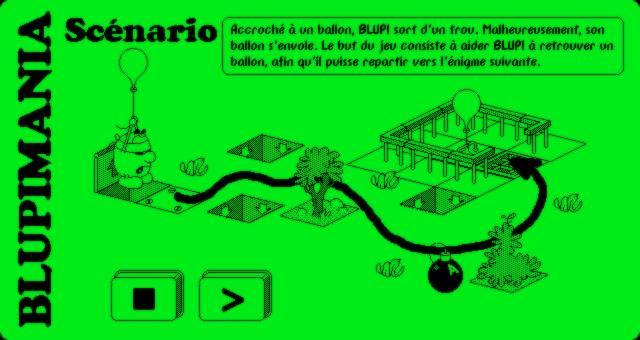 BLUPIMANIA
Scénario
Accroché à un ballon, BLUPI sort d'un trou. Malheureusement, son
ballon s'envole. Le but du jeu consiste à aider BLUPI à retrouver un
ballon, afin qu'il puisse repartir vers l'énigme suivante.
A
>